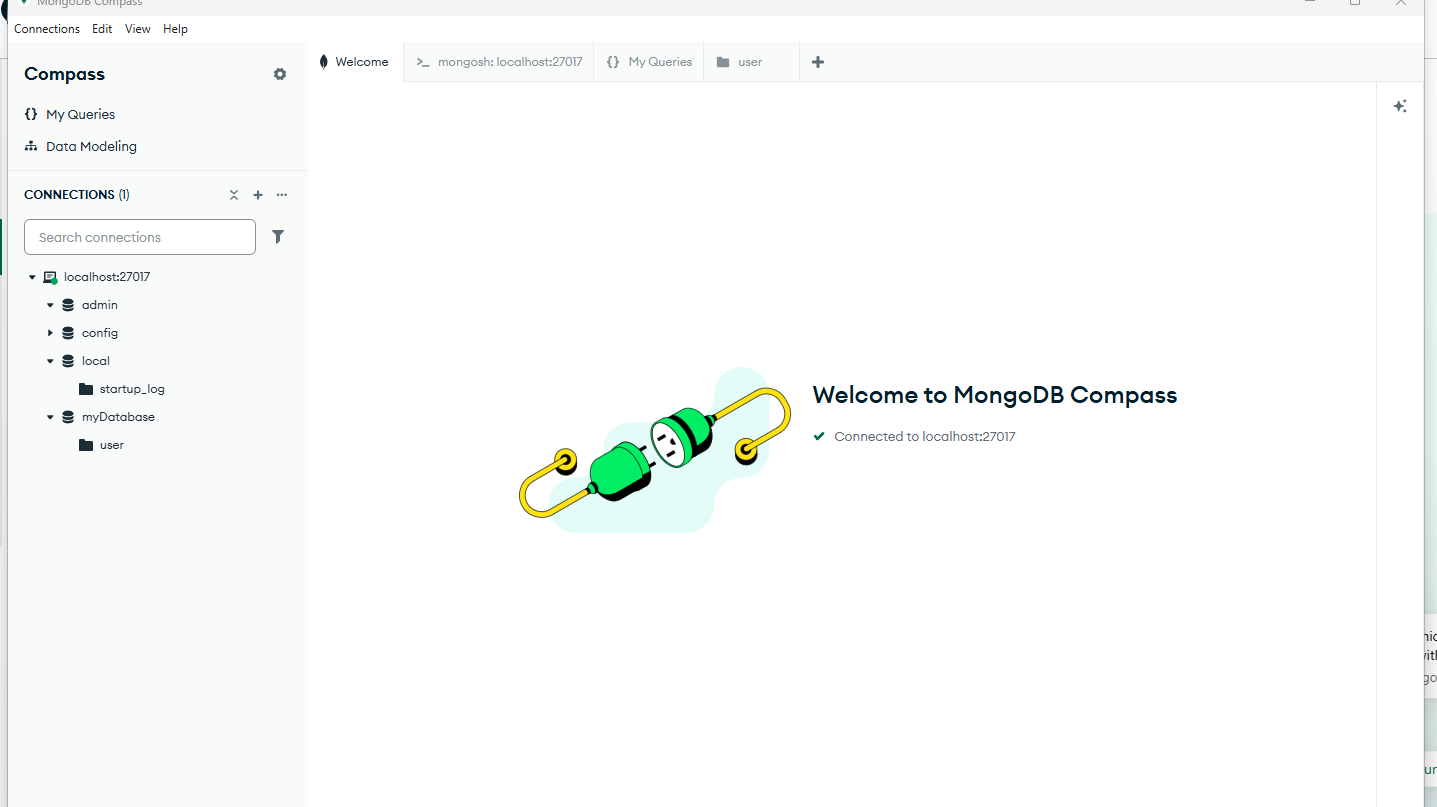 MongoDB Compass
Connections Edit View Help
Compass
My Queries
Data Modeling
CONNECTIONS (1)
Search connections
localhost:27017
admin
config
local
startup_log
myDatabase
user
Welcome
>_ mongosh: localhost:27017
{} My Queries
user
Welcome to MongoDB Compass
Connected to localhost:27017